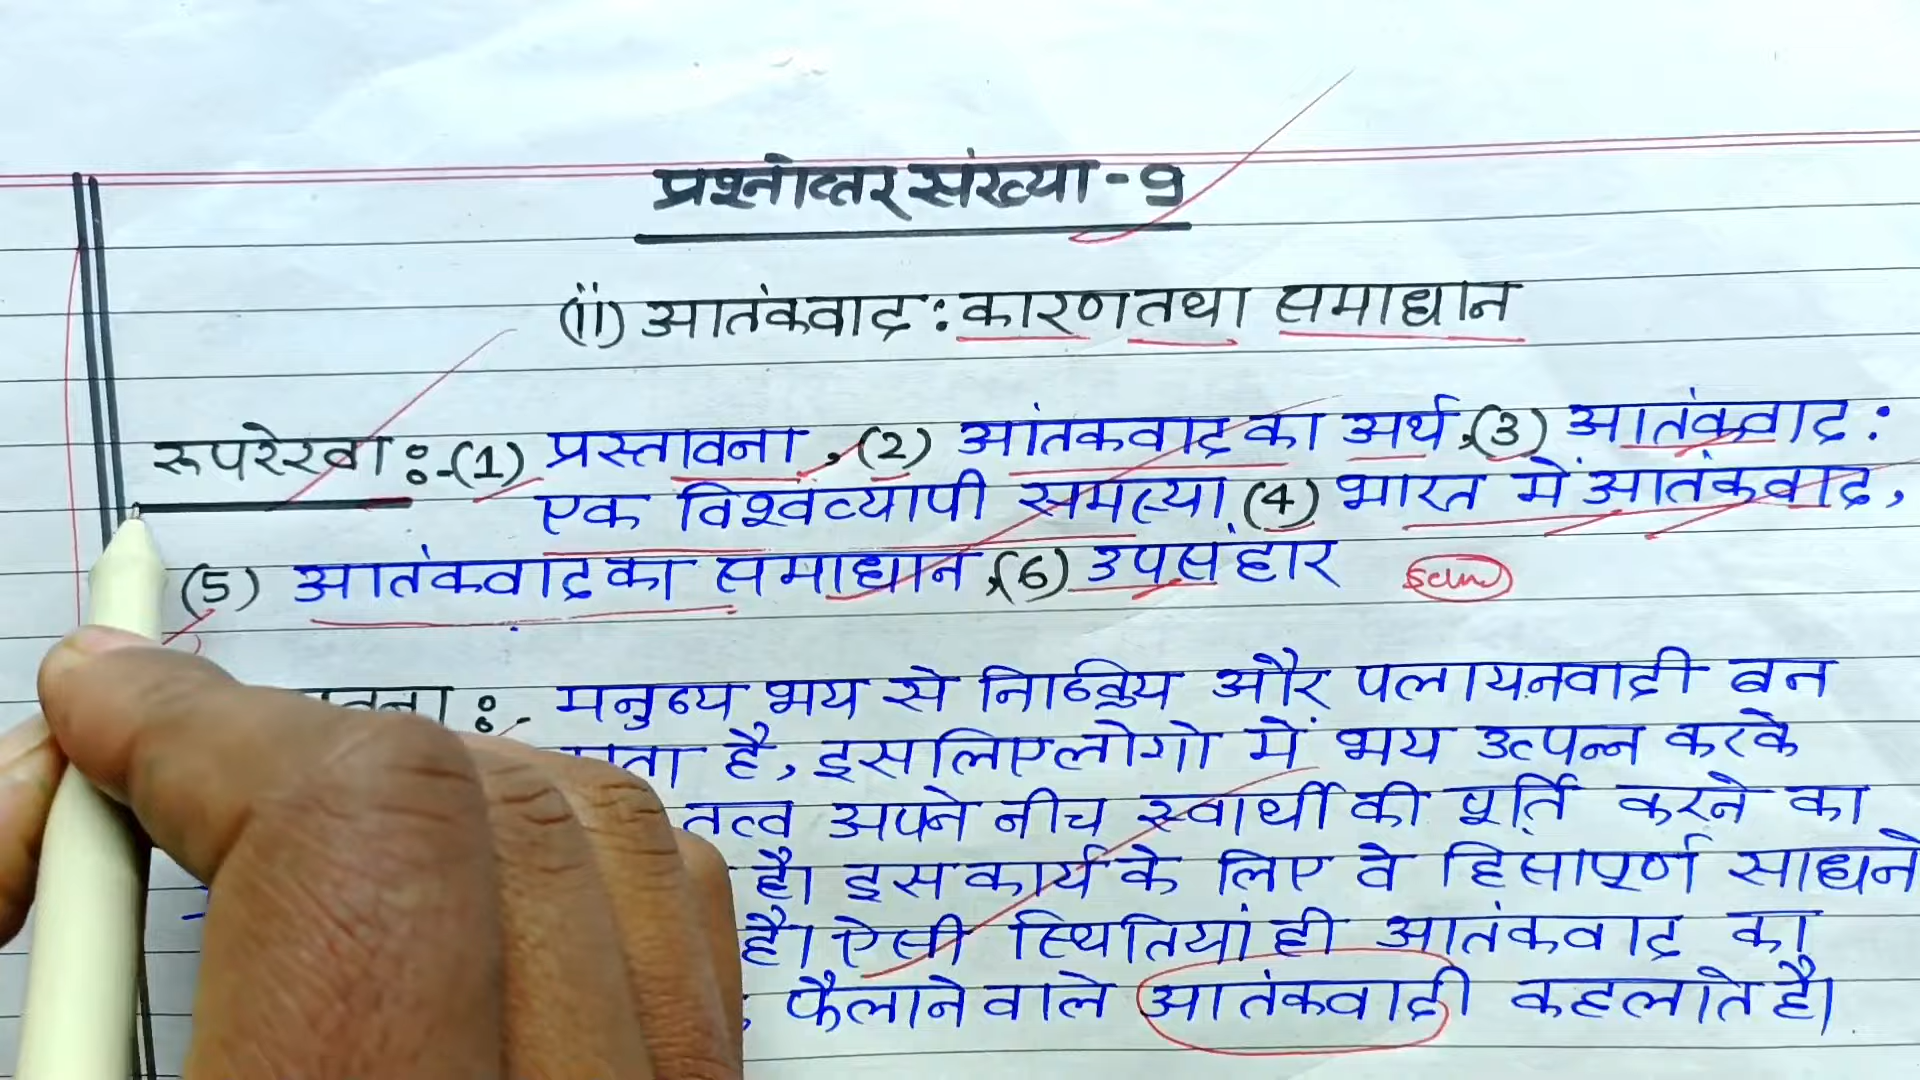 प्रश्नोत्तर संख्या - 9
(ii) आतंकवाद : कारण तथा समाधान
रूपरेखा :- (1) प्रस्तावना, (2) आंतकवाद का अर्थ, (3) आतंकवाद :
एक विश्वव्यापी समस्या, (4) भारत में आतंकवाद,
(5) आतंकवाद का समाधान, (6) उपसंहार
:- मनुष्य भय से निष्क्रिय और पलायनवादी बन
है, इसलिए लोगो में भय उत्पन्न करके
तत्व अपने नीच स्वार्थी की पूर्ति करने का
है। इस कार्य के लिए वे हिसापूर्ण साधने
है। ऐसी स्थितियां ही आतंकवाद का
फैलाने वाले आतंकवादी कहलाते है।